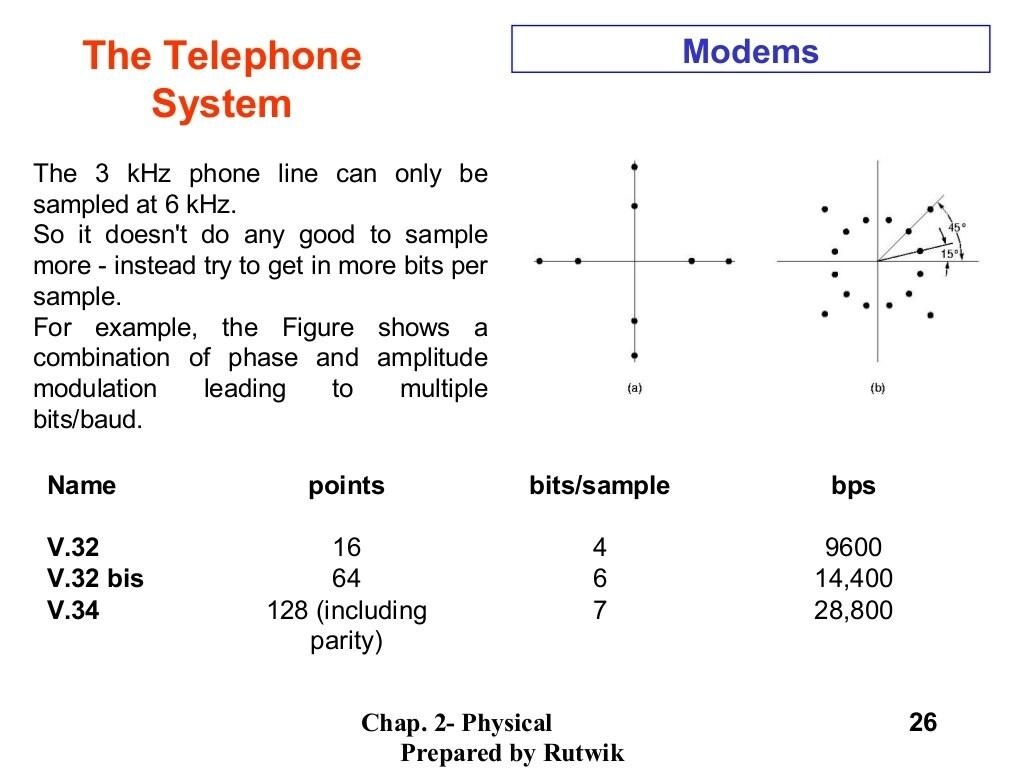 The Telephone
System
Modems
The 3 kHz phone line can only be
sampled at 6 kHz.
So it doesn't do any good to sample
more - instead try to get in more bits per
sample.
For example, the Figure shows a
combination of phase and amplitude
modulation leading to multiple
bits/baud.
45°
15°
(a)
(b)
Name points bits/sample bps
V.32 16 4 9600
V.32 bis 64 6 14,400
V.34 128 (including 7 28,800
parity)
Chap. 2- Physical 26
Prepared by Rutwik